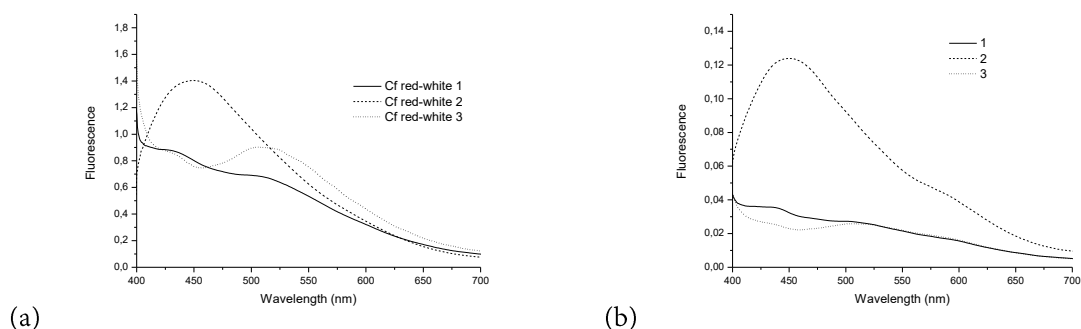 1,8
1,6
1,4
1,2
1,0
0,8
0,6
0,4
0,2
0,0
Fluorescence
400 450 500 550 600 650 700
Wavelength (nm)
Cf red-white 1
Cf red-white 2
Cf red-white 3
(a)
0,14
0,12
0,10
0,08
0,06
0,04
0,02
0,00
Fluorescence
400 450 500 550 600 650 700
Wavelength (nm)
1
2
3
(b)